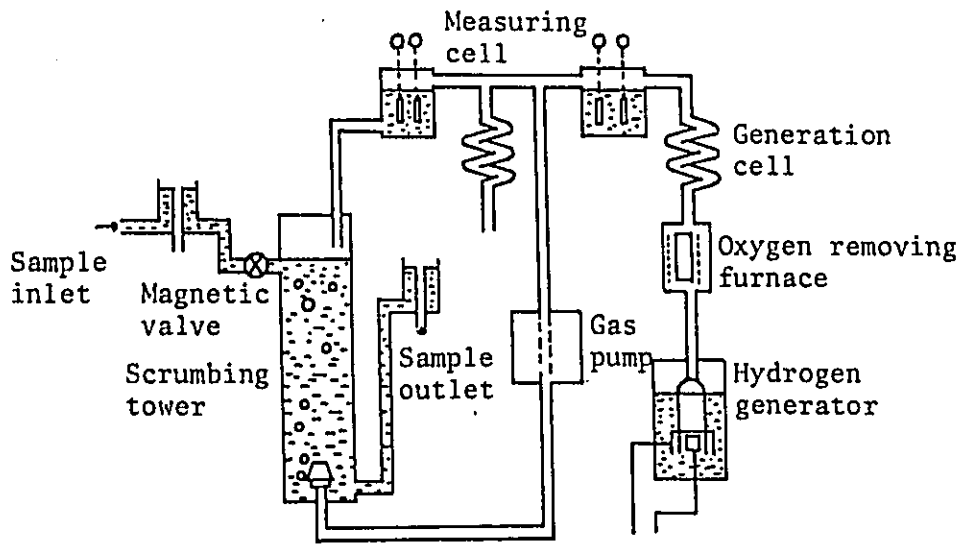 Measuring
cell
Generation
cell
Oxygen removing
furnace
Sample
inlet
Magnetic
valve
Gas
pump
Sample
outlet
Scrumbing
tower
Hydrogen
generator